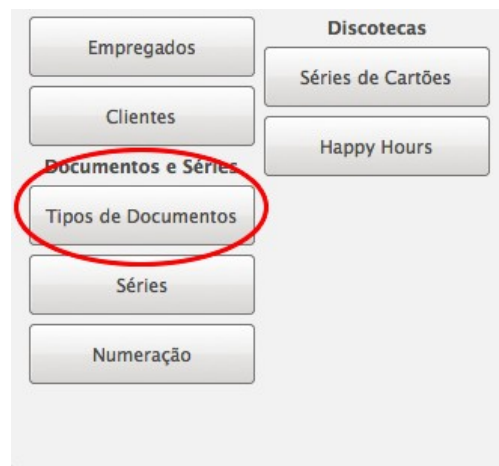 Empregados
Clientes
Documentos e Séries
Tipos de Documentos
Séries
Numeração
Discotecas
Séries de Cartões
Happy Hours